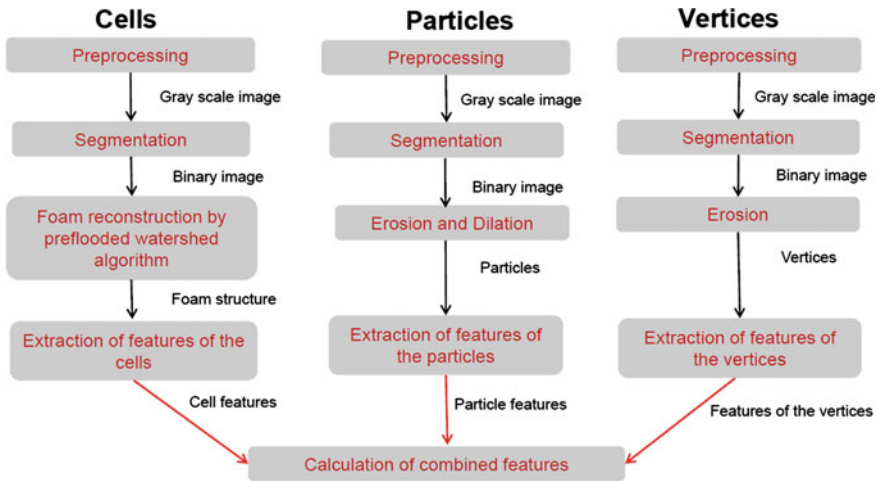 Cells
Particles
Vertices
Preprocessing
Preprocessing
Preprocessing
Gray scale image
Gray scale image
Gray scale image
Segmentation
Segmentation
Segmentation
Binary image
Binary image
Binary image
Foam reconstruction by
preflooded watershed
algorithm
Erosion and Dilation
Erosion
Foam structure
Particles
Vertices
Extraction of features of the
cells
Extraction of features of
the particles
Extraction of features of
the vertices
Cell features
Particle features
Features of the vertices
Calculation of combined features